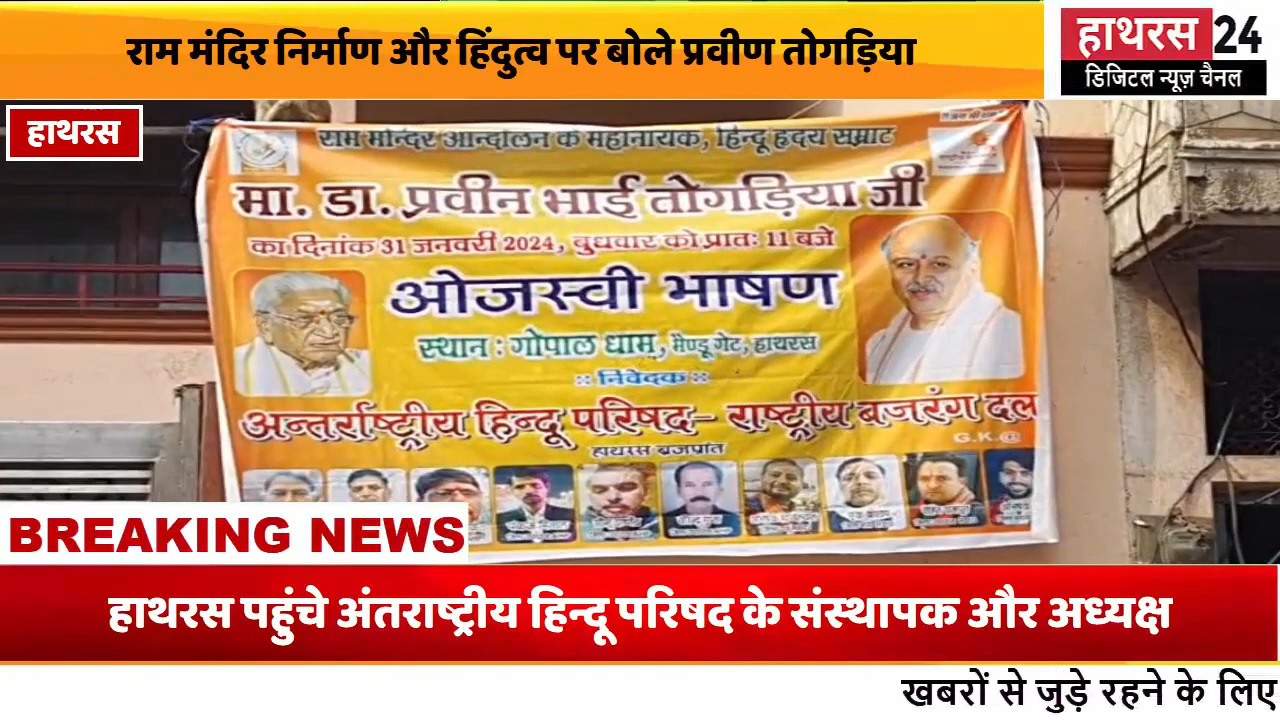 राम मंदिर निर्माण और हिंदुत्व पर बोले प्रवीण तोगड़िया
हाथरस 24
डिजिटल न्यूज़ चैनल
हाथरस
राम मन्दिर आन्दोलन के महानायक, हिन्दू हृदय सम्राट
मा. डा. प्रवीन भाई तोगड़िया जी
का दिनांक 31 जनवरी 2024, बुधवार को प्रातः 11 बजे
ओजस्वी भाषण
स्थान : गोपाल धाम, मैण्डू गेट, हाथरस
:: निवेदक ::
अन्तर्राष्ट्रीय हिन्दू परिषद- राष्ट्रीय बजरंग दल
हाथरस बृजप्रांत
G.K.@
BREAKING NEWS
हाथरस पहुंचे अंतराष्ट्रीय हिन्दू परिषद के संस्थापक और अध्यक्ष
खबरों से जुड़े रहने के लिए